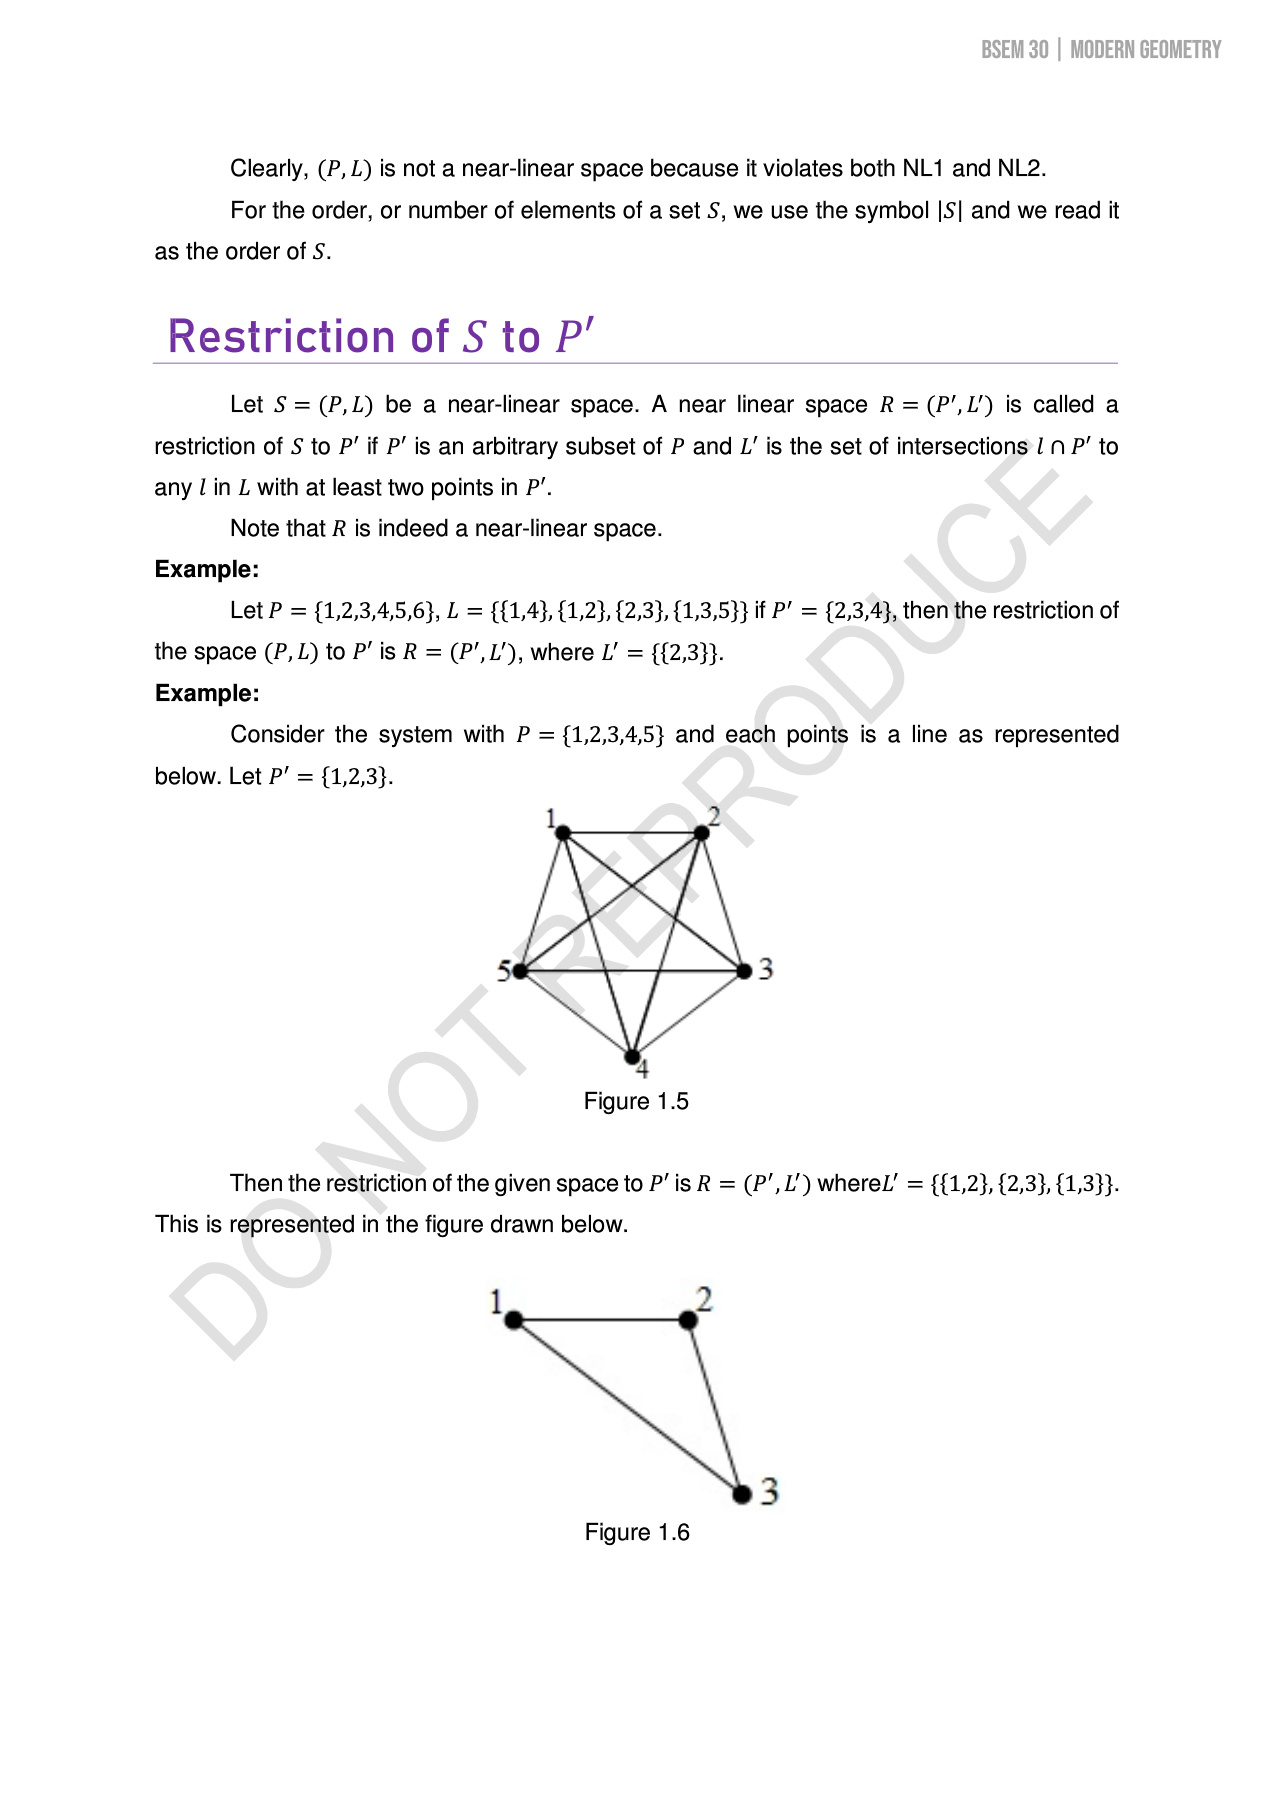 BSEM 30 | MODERN GEOMETRY
Clearly, (P, L) is not a near-linear space because it violates both NL1 and NL2.
For the order, or number of elements of a set S, we use the symbol |S| and we read it
as the order of S.
Restriction of S to P′
Let S = (P, L) be a near-linear space. A near linear space R = (P′, L′) is called a
restriction of S to P′ if P′ is an arbitrary subset of P and L′ is the set of intersections l ∩ P′ to
any l in L with at least two points in P′.
Note that R is indeed a near-linear space.
Example:
Let P = {1,2,3,4,5,6}, L = {{1,4}, {1,2}, {2,3}, {1,3,5}} if P′ = {2,3,4}, then the restriction of
the space (P, L) to P′ is R = (P′, L′), where L′ = {{2,3}}.
Example:
Consider the system with P = {1,2,3,4,5} and each points is a line as represented
below. Let P′ = {1,2,3}.
1 2
5 3
4
Figure 1.5
Then the restriction of the given space to P′ is R = (P′, L′) whereL′ = {{1,2}, {2,3}, {1,3}}.
This is represented in the figure drawn below.
1 2
3
Figure 1.6
DO NOT REPRODUCE